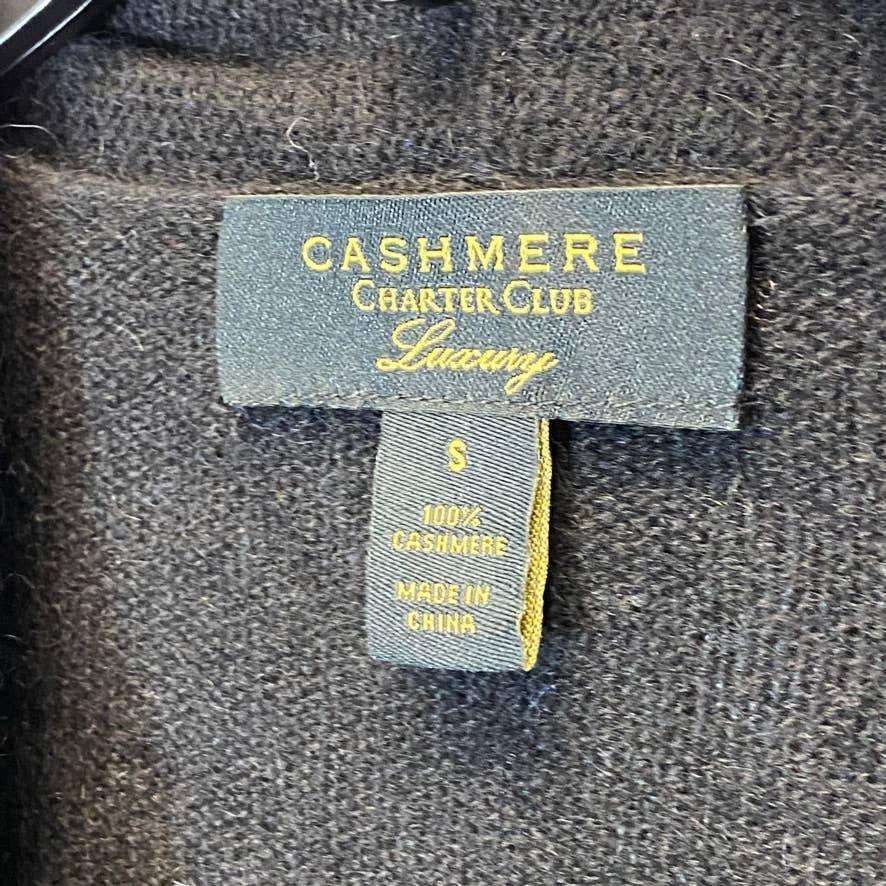 CASHMERE
CHARTER CLUB
Luxury
S
100%
CASHMERE
MADE IN
CHINA